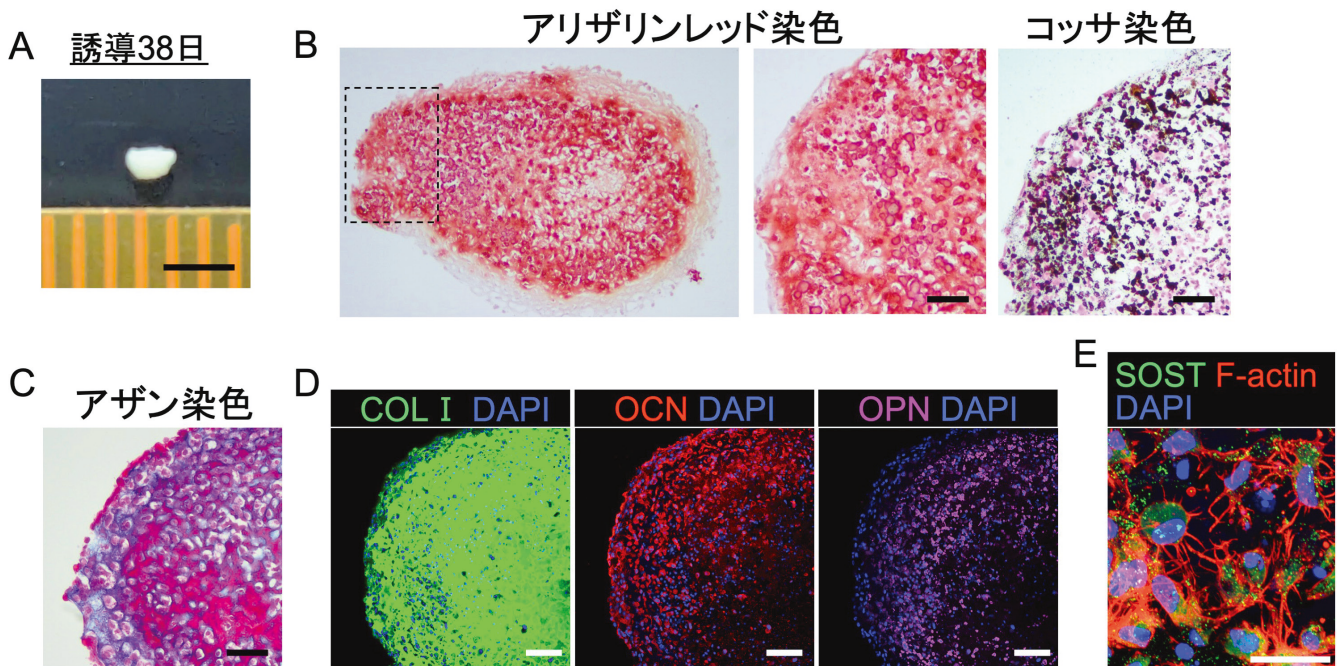 A
誘導38日
B
アリザリンレッド染色
コッサ染色
C
アザン染色
D
COL I DAPI
OCN DAPI
OPN DAPI
E
SOST F-actin
DAPI